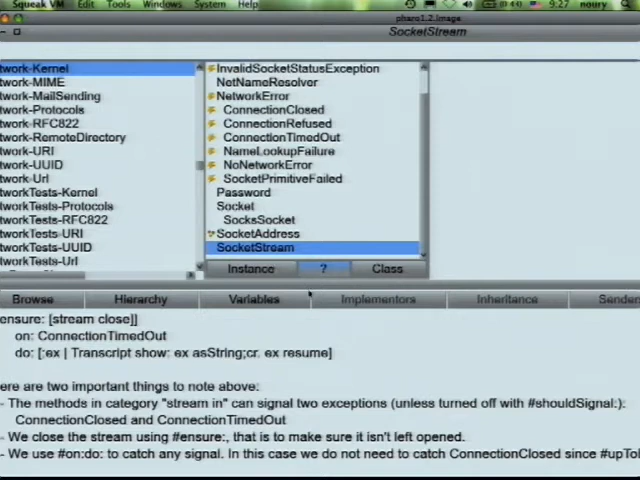 Squeak VM Edit Tools Windows System Help
9:27 noury
pharo1.2.image
SocketStream
twork-Kernel
twork-MIME
twork-MailSending
twork-Protocols
twork-RFC822
twork-RemoteDirectory
twork-URI
twork-UUID
twork-Url
tworkTests-Kernel
tworkTests-Protocols
tworkTests-RFC822
tworkTests-URI
tworkTests-UUID
tworkTests-Url
InvalidSocketStatusException
NetNameResolver
NetworkError
ConnectionClosed
ConnectionRefused
ConnectionTimedOut
NameLookupFailure
NoNetworkError
SocketPrimitiveFailed
Password
Socket
SocksSocket
SocketAddress
SocketStream
Instance ? Class
Browse Hierarchy Variables Implementors Inheritance Senders
ensure: [stream close]]
on: ConnectionTimedOut
do: [:ex | Transcript show: ex asString;cr. ex resume]
ere are two important things to note above:
- The methods in category "stream in" can signal two exceptions (unless turned off with #shouldSignal:):
ConnectionClosed and ConnectionTimedOut
- We close the stream using #ensure:, that is to make sure it isn't left opened.
- We use #on:do: to catch any signal. In this case we do not need to catch ConnectionClosed since #upTo